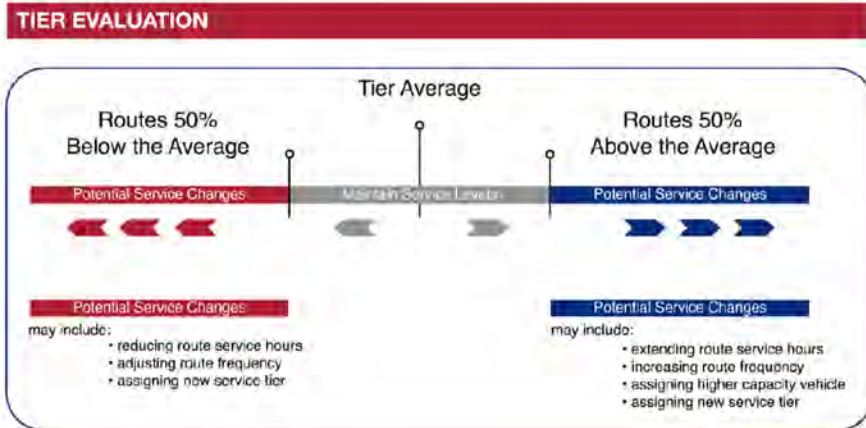 TIER EVALUATION
Tier Average
Routes 50%
Below the Average
Routes 50%
Above the Average
Potential Service Changes
Maintain Service Levels
Potential Service Changes
Potential Service Changes
may include:
• reducing route service hours
• adjusting route frequency
• assigning new service tier
Potential Service Changes
may include:
• extending route service hours
• increasing route frequency
• assigning higher capacity vehicle
• assigning new service tier